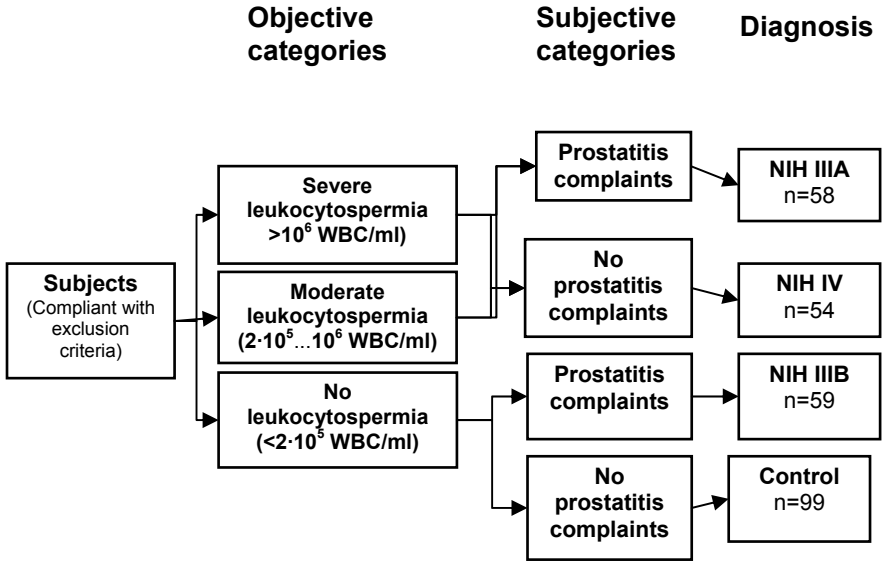 Objective
categories
Subjective
categories
Diagnosis
Subjects
(Compliant with
exclusion
criteria)
Severe
leukocytospermia
>10⁶ WBC/ml)
Moderate
leukocytospermia
(2·10⁵...10⁶ WBC/ml)
No
leukocytospermia
(<2·10⁵ WBC/ml)
Prostatitis
complaints
No
prostatitis
complaints
Prostatitis
complaints
No
prostatitis
complaints
NIH IIIA
n=58
NIH IV
n=54
NIH IIIB
n=59
Control
n=99